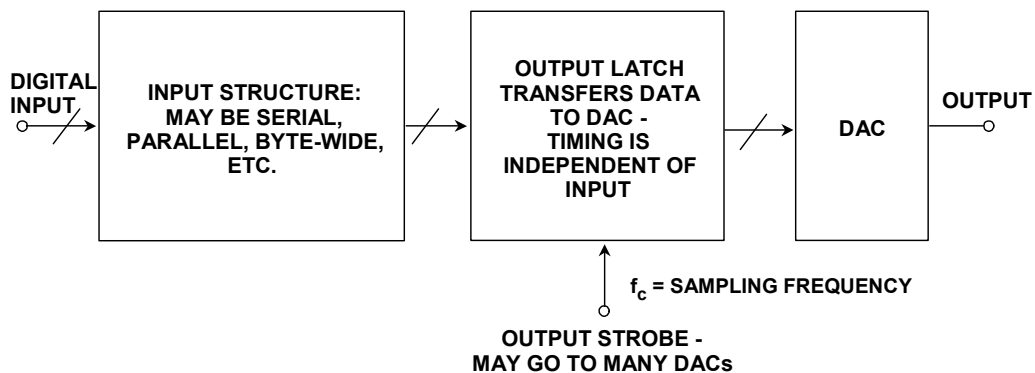 DIGITAL
INPUT
INPUT STRUCTURE:
MAY BE SERIAL,
PARALLEL, BYTE-WIDE,
ETC.
OUTPUT LATCH
TRANSFERS DATA
TO DAC -
TIMING IS
INDEPENDENT OF
INPUT
DAC
OUTPUT
fc = SAMPLING FREQUENCY
OUTPUT STROBE -
MAY GO TO MANY DACs